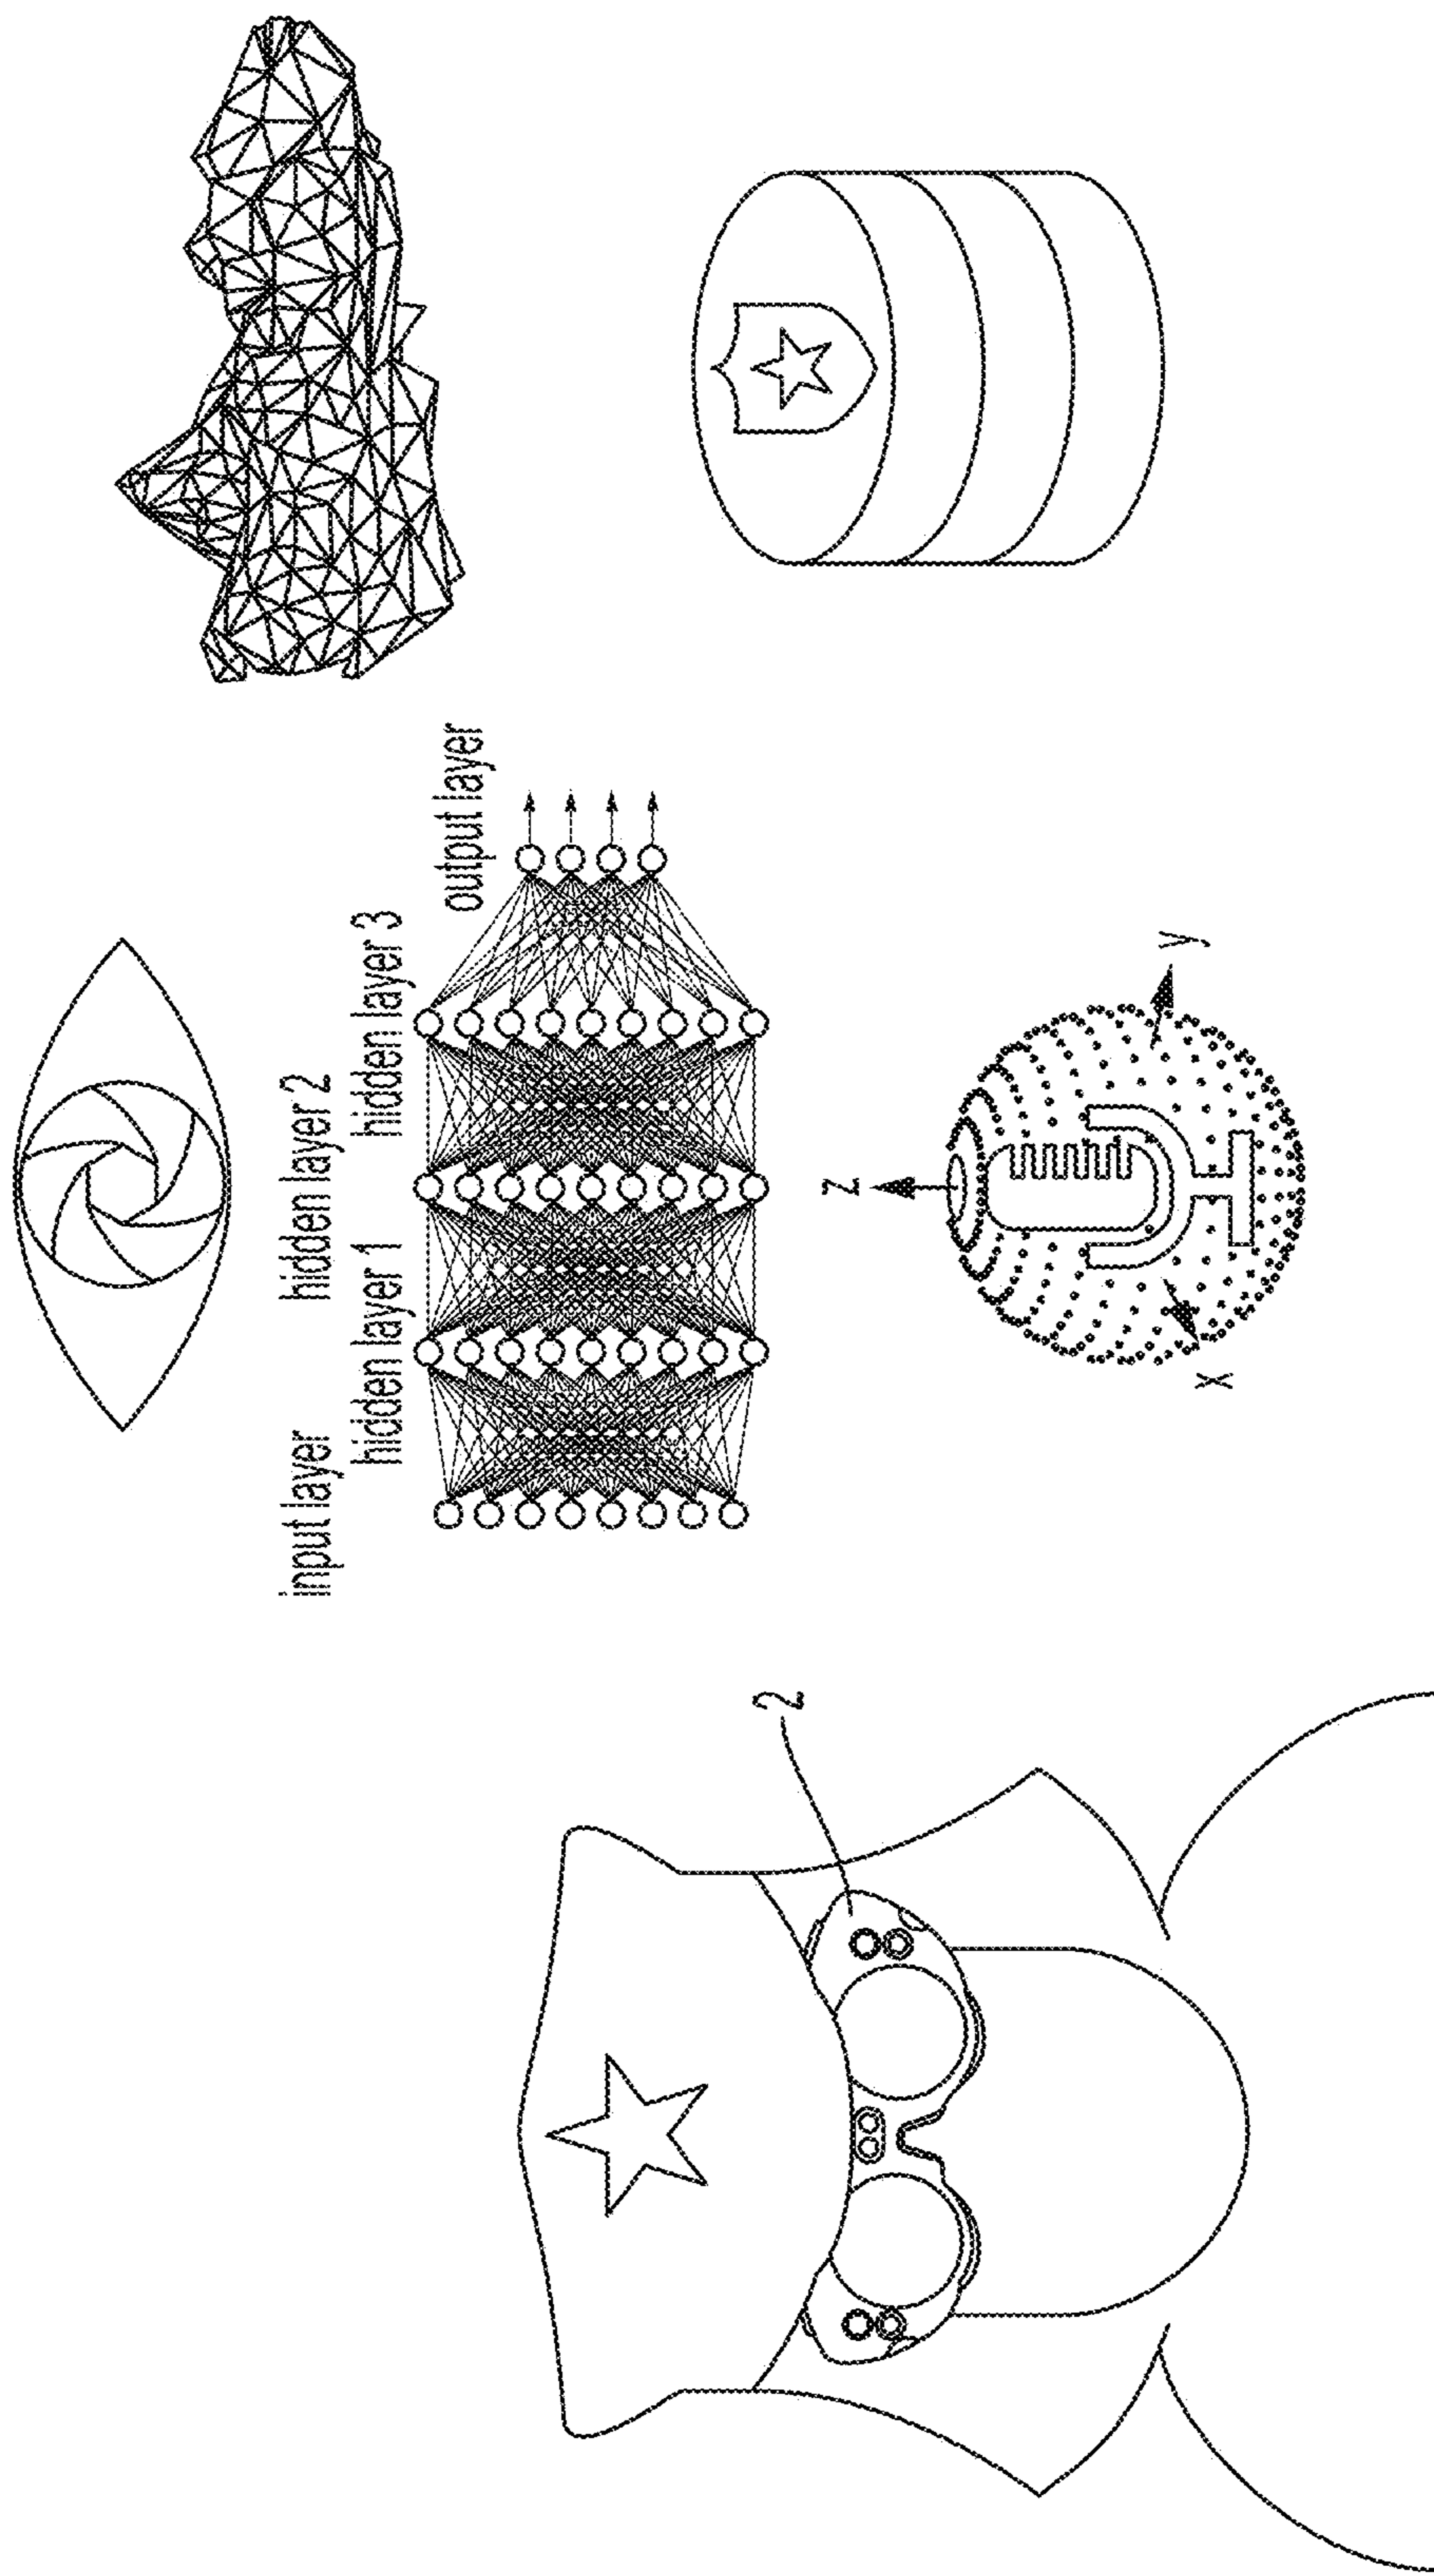 input layer
hidden layer 1
hidden layer 2
hidden layer 3
output layer
2
z
x
y